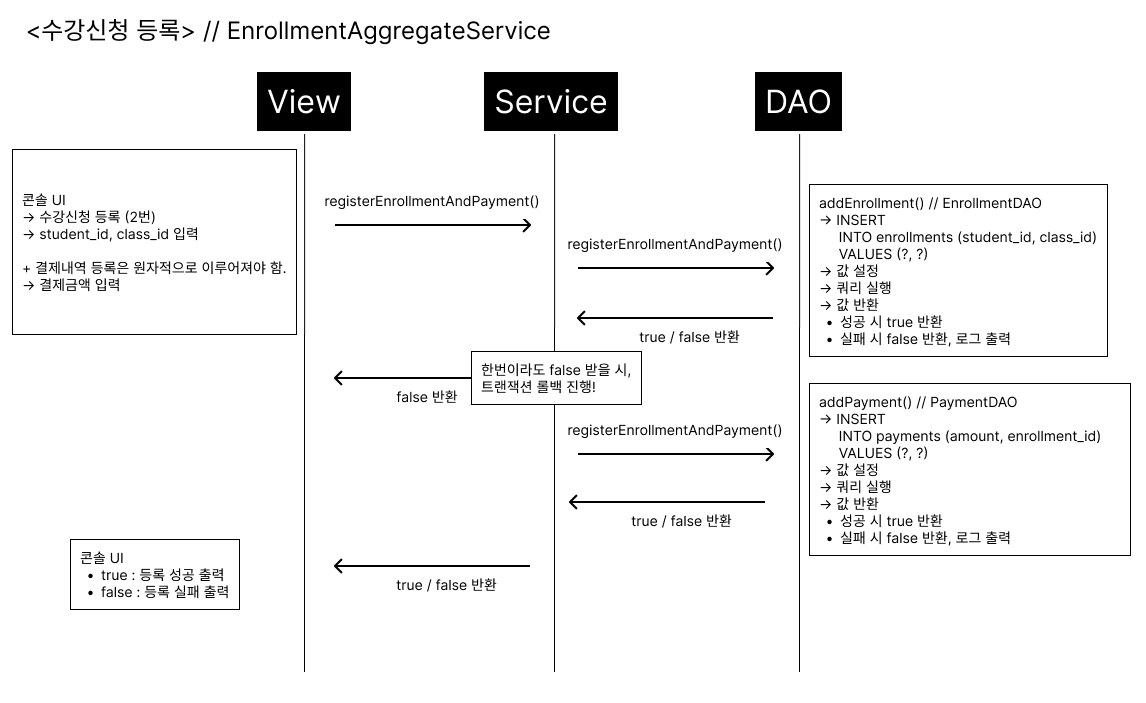 <수강신청 등록> // EnrollmentAggregateService
View
Service
DAO
콘솔 UI
→ 수강신청 등록 (2번)
→ student_id, class_id 입력
+ 결제내역 등록은 원자적으로 이루어져야 함.
→ 결제금액 입력
registerEnrollmentAndPayment()
registerEnrollmentAndPayment()
addEnrollment() // EnrollmentDAO
→ INSERT
INTO enrollments (student_id, class_id)
VALUES (?, ?)
→ 값 설정
→ 쿼리 실행
→ 값 반환
• 성공 시 true 반환
• 실패 시 false 반환, 로그 출력
true / false 반환
한번이라도 false 받을 시,
트랜잭션 롤백 진행!
false 반환
registerEnrollmentAndPayment()
addPayment() // PaymentDAO
→ INSERT
INTO payments (amount, enrollment_id)
VALUES (?, ?)
→ 값 설정
→ 쿼리 실행
→ 값 반환
• 성공 시 true 반환
• 실패 시 false 반환, 로그 출력
true / false 반환
콘솔 UI
• true : 등록 성공 출력
• false : 등록 실패 출력
true / false 반환